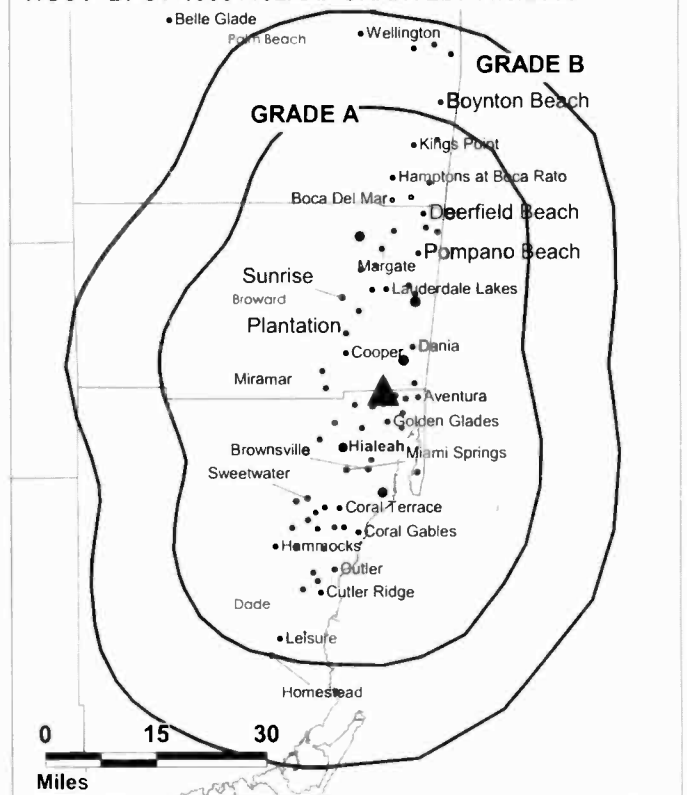 Belle Glade
Palm Beach
Wellington
GRADE B
Boynton Beach
GRADE A
Kings Point
Hamptons at Boca Rato
Boca Del Mar
Deerfield Beach
Pompano Beach
Margate
Sunrise
Lauderdale Lakes
Broward
Plantation
Cooper
Dania
Miramar
Aventura
Golden Glades
Brownsville
Hialeah
Miami Springs
Sweetwater
Coral Terrace
Coral Gables
Hammocks
Cutler
Cutler Ridge
Dade
Leisure
Homestead
0 15 30
Miles